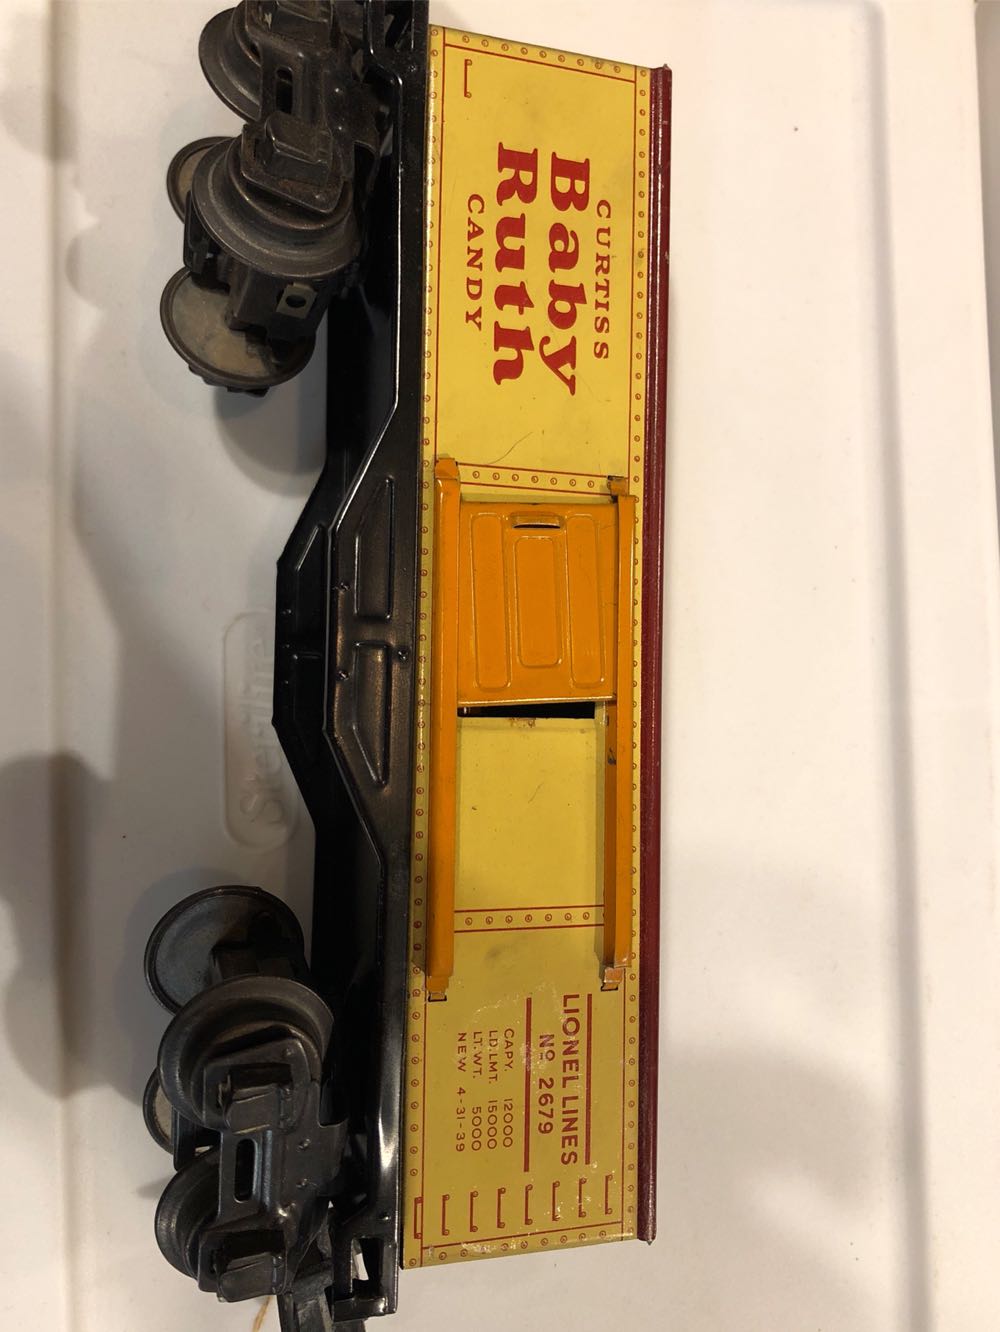 CURTISS
Baby
Ruth
CANDY
LIONEL LINES
Nº 2679
CAPY. 12000
LD. LMT. 15000
LT. WT. 5000
NEW 4-31-39
Sterilite